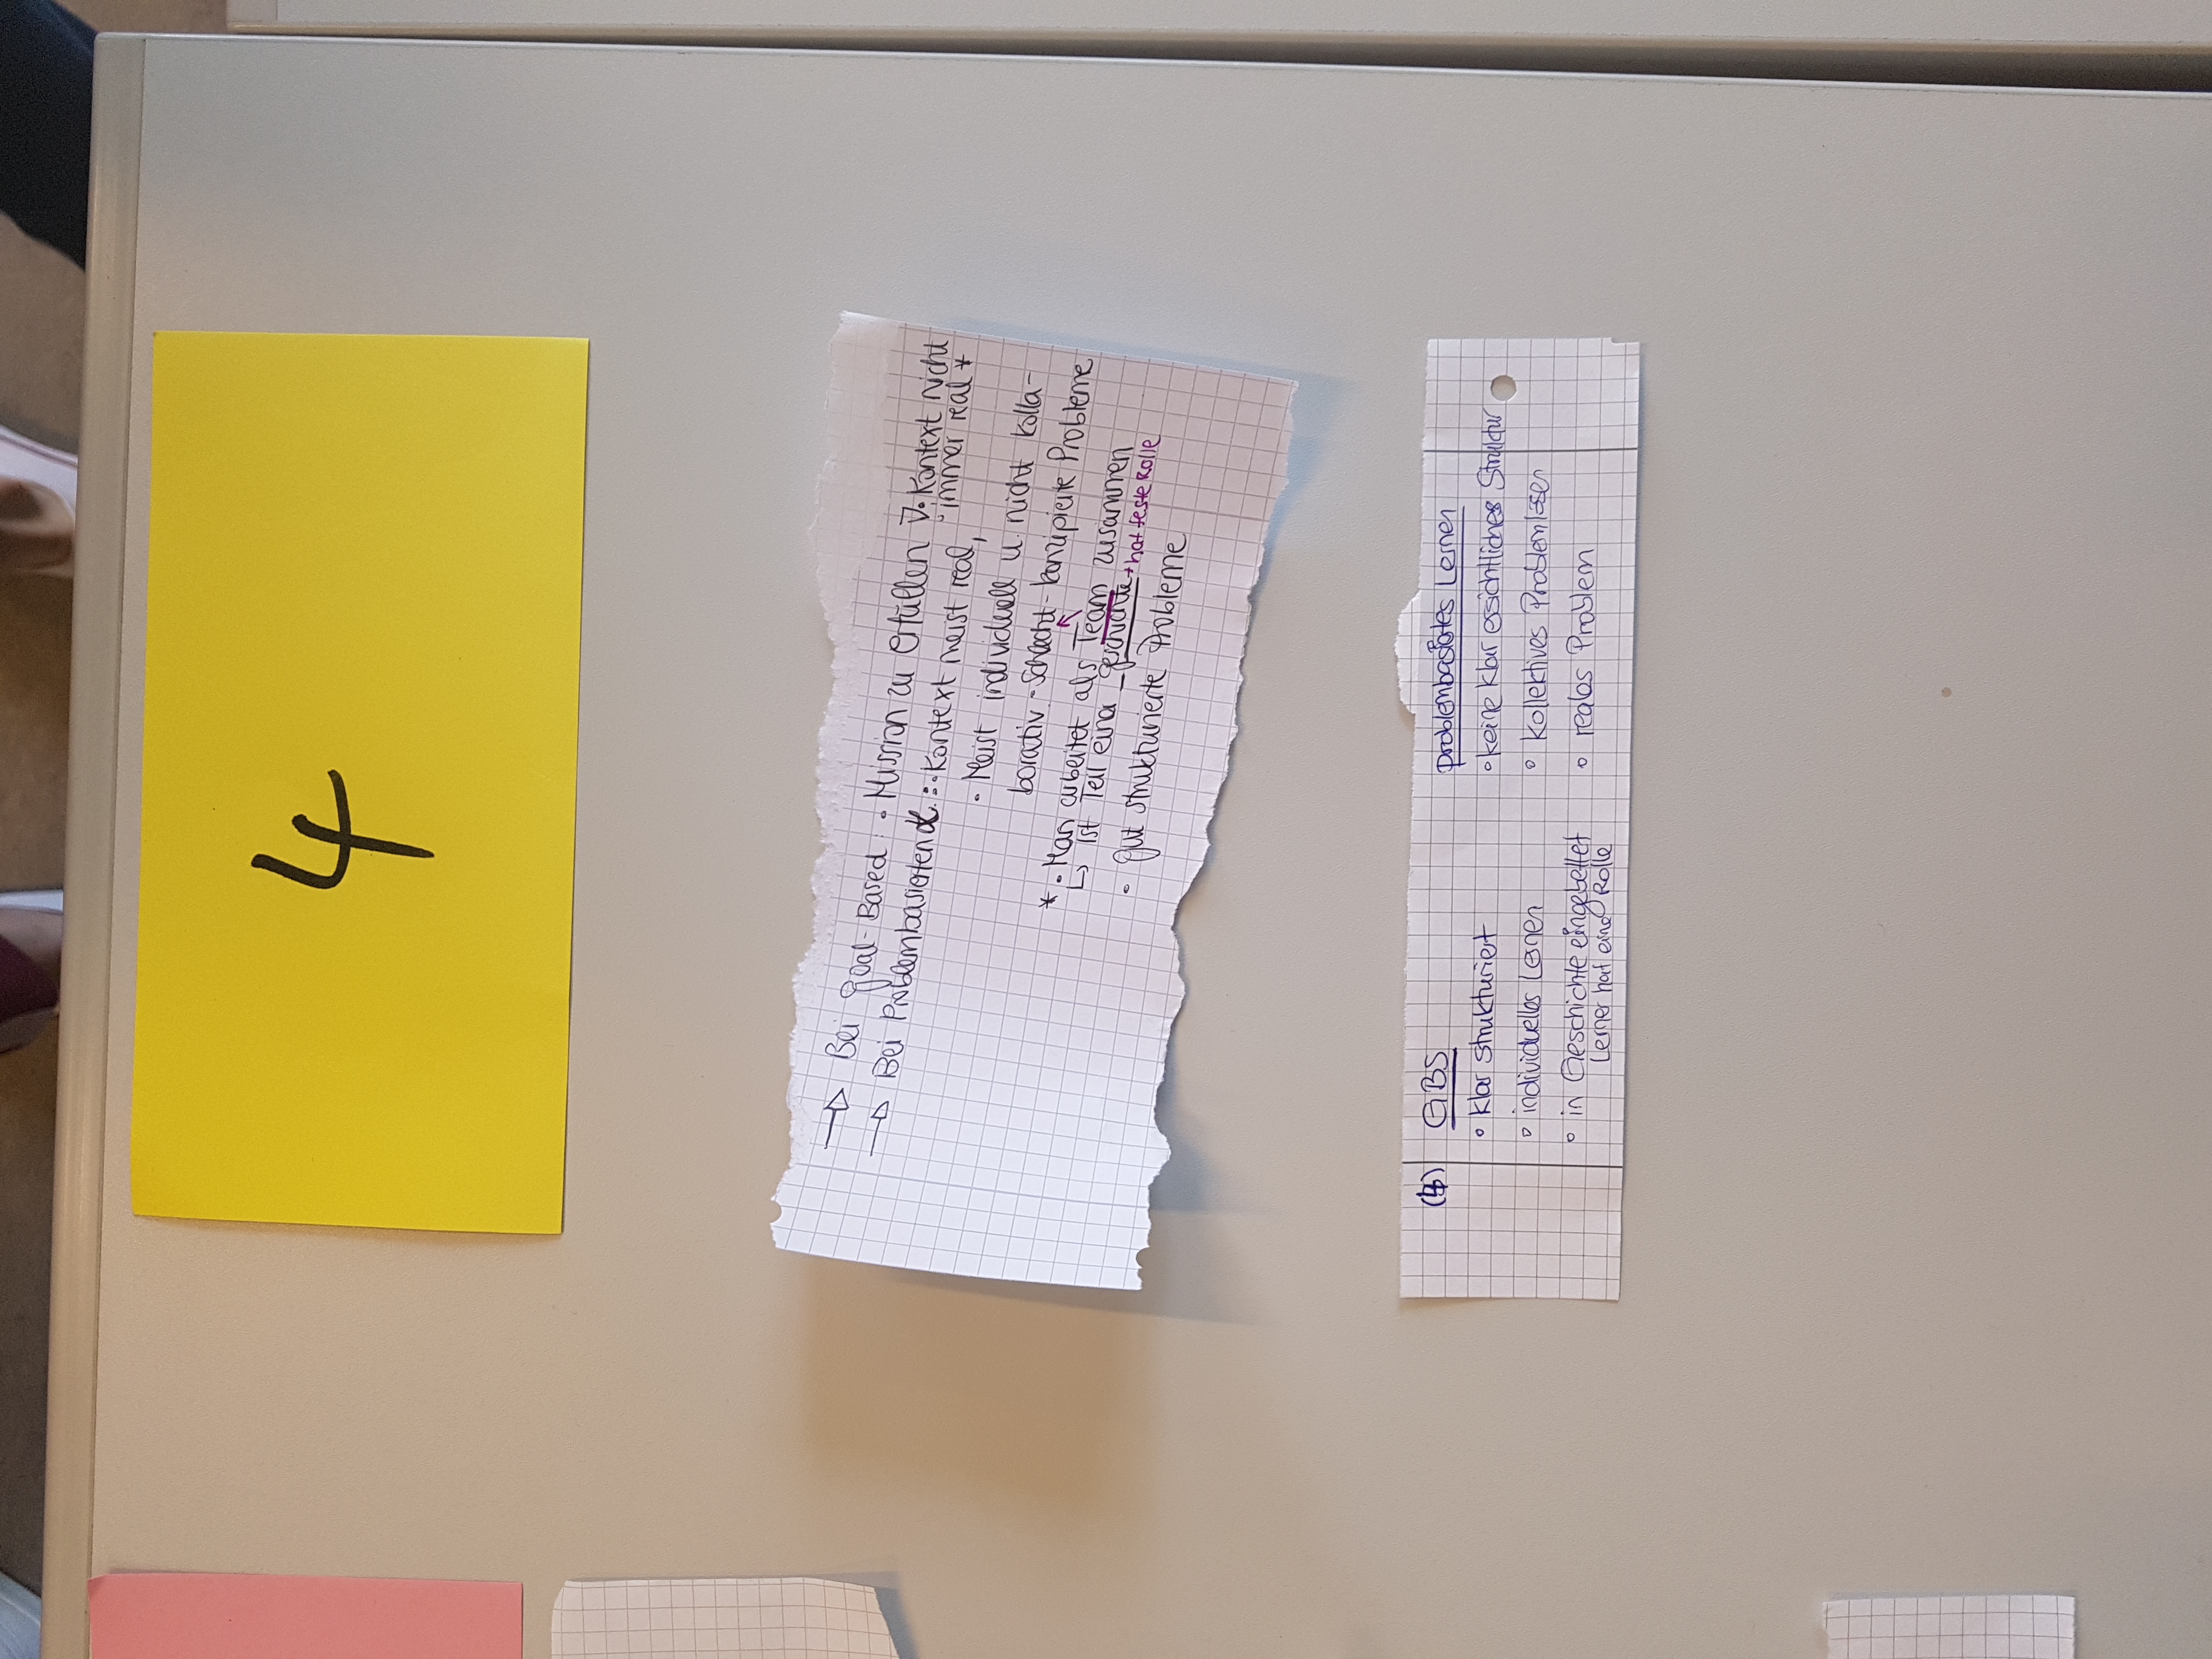 4
→ Bei Goal-Based: • Mission zu erfüllen • Kontext nicht
immer real *
→ Bei Problembasierten L.: • Kontext meist real,
• Meist individuell u. nicht kolla-
borativ - Schlecht-konzipierte Probleme
* • Man arbeitet als Team zusammen
↳ ist Teil einer Geschichte + hat feste Rolle
• gut strukturierte Probleme
(4) GBS
• klar strukturiert
• individuelles Lernen
• in Geschichte eingebettet
Lerner hat eine Rolle
problembasiertes Lernen
• keine klar ersichtliches Struktur
• kollektives Problemlösen
• reales Problem